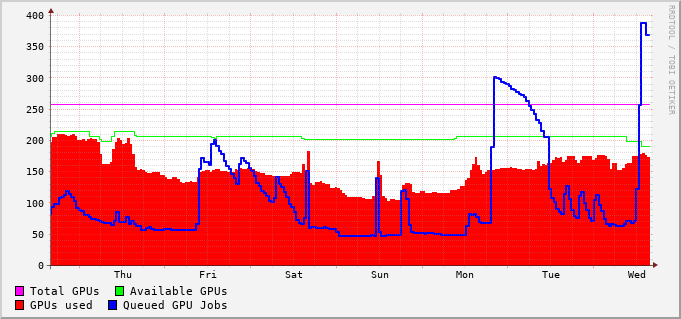 400
350
300
250
200
150
100
50
0
Thu Fri Sat Sun Mon Tue Wed
Total GPUs Available GPUs
GPUs used Queued GPU Jobs
RRDTOOL / TOBI OETIKER